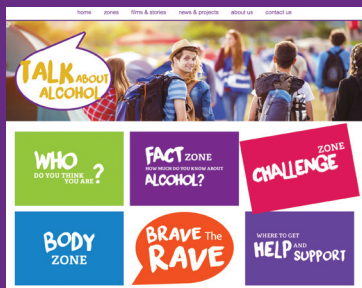 home zones films & stories news & projects about us contact us
TALK ABOUT
ALCOHOL
WHO
DO YOU THINK
YOU ARE ?
FACT ZONE
HOW MUCH DO YOU KNOW ABOUT
ALCOHOL?
ZONE
CHALLENGE
BODY
ZONE
BRAVE The
RAVE
WHERE TO GET
HELP AND
SUPPORT